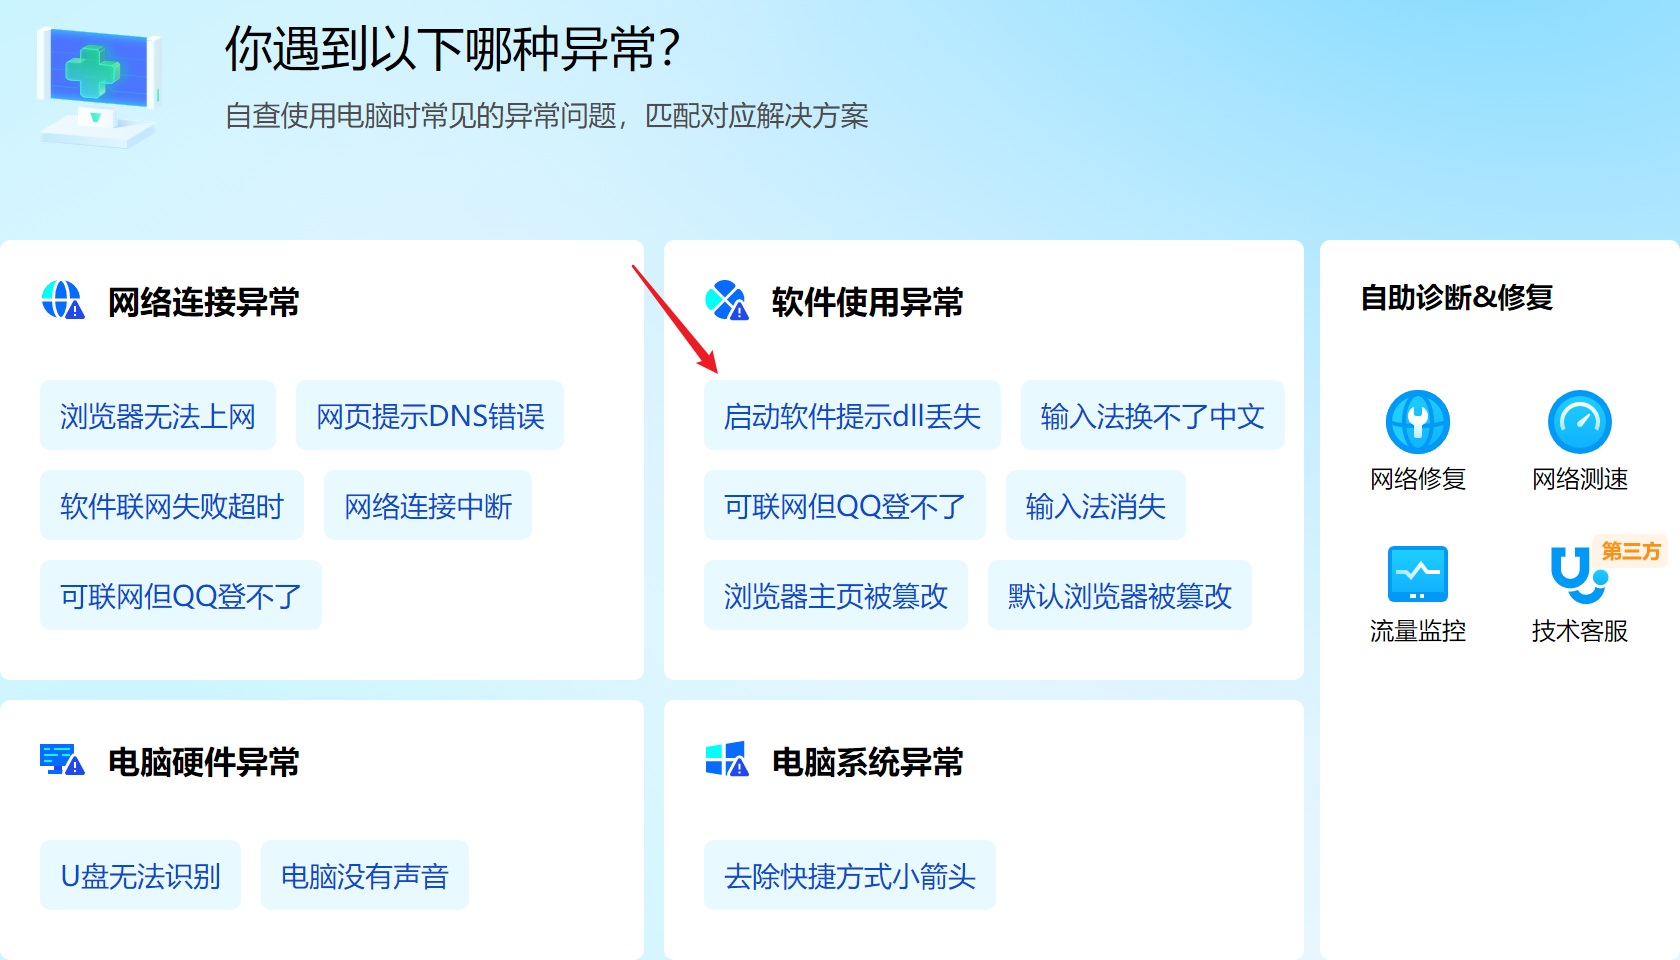 你遇到以下哪种异常？
自查使用电脑时常见的异常问题，匹配对应解决方案
网络连接异常
浏览器无法上网
网页提示DNS错误
软件联网失败超时
网络连接中断
可联网但QQ登不了
软件使用异常
启动软件提示dll丢失
输入法换不了中文
可联网但QQ登不了
输入法消失
浏览器主页被篡改
默认浏览器被篡改
自助诊断&修复
网络修复
网络测速
流量监控
第三方
技术客服
电脑硬件异常
U盘无法识别
电脑没有声音
电脑系统异常
去除快捷方式小箭头